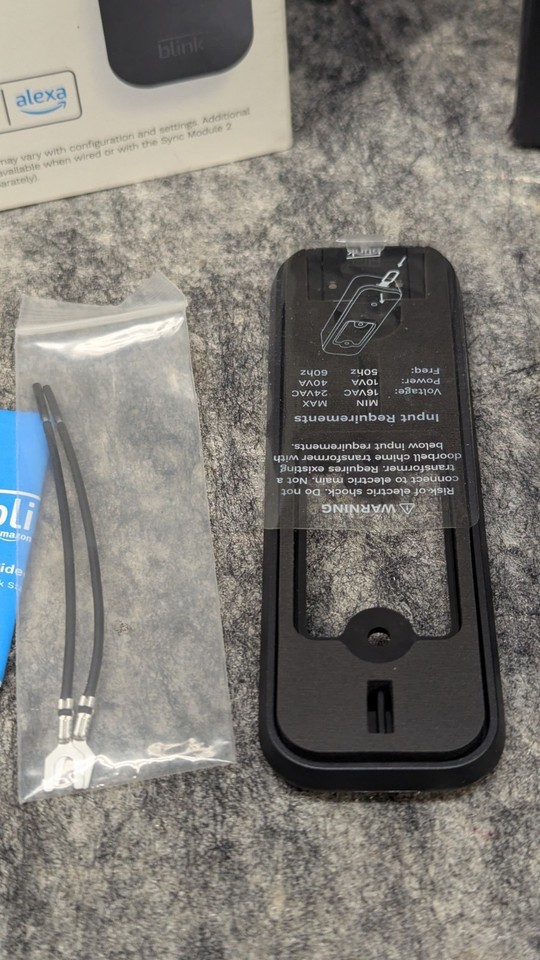 blink
alexa
may vary with configuration and settings. Additional
available when wired or with the Sync Module 2
arately).
bli
amazon
ide
k S
⚠ WARNING
Risk of electric shock. Do not
connect to electric main. Not a
transformer. Requires existing
doorbell chime transformer with
below input requirements.
Input Requirements
MIN MAX
Voltage: 16VAC 24VAC
Power: 10VA 40VA
Freq: 50hz 60hz
blink